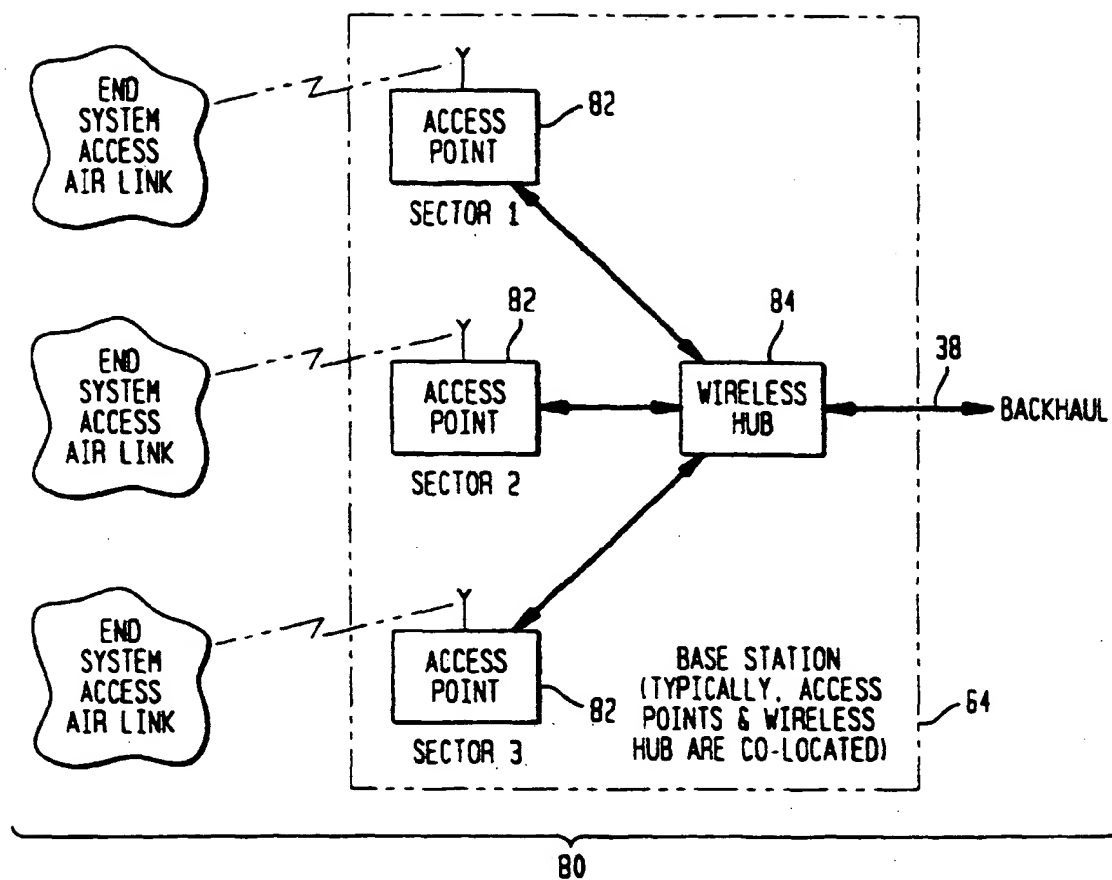 END
SYSTEM
ACCESS
AIR LINK
ACCESS
POINT
82
SECTOR 1
END
SYSTEM
ACCESS
AIR LINK
82
ACCESS
POINT
SECTOR 2
84
WIRELESS
HUB
38
BACKHAUL
END
SYSTEM
ACCESS
AIR LINK
ACCESS
POINT
82
SECTOR 3
BASE STATION
(TYPICALLY, ACCESS
POINTS & WIRELESS
HUB ARE CO-LOCATED)
64
80